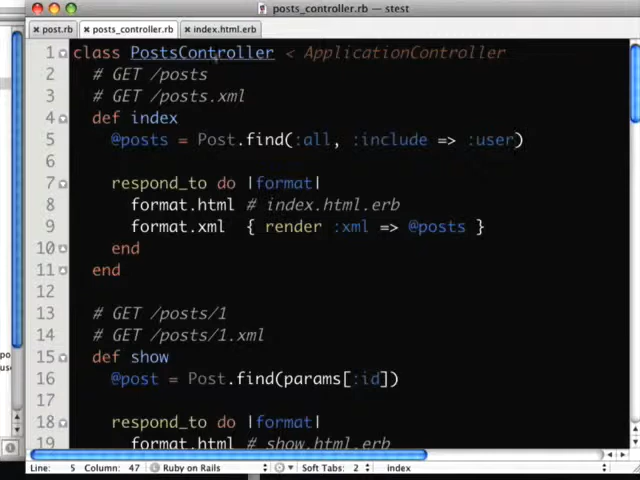 posts_controller.rb — stest
post.rb posts_controller.rb index.html.erb
1 class PostsController < ApplicationController
2 # GET /posts
3 # GET /posts.xml
4 def index
5 @posts = Post.find(:all, :include => :user)
6
7 respond_to do |format|
8 format.html # index.html.erb
9 format.xml { render :xml => @posts }
10 end
11 end
12
13 # GET /posts/1
14 # GET /posts/1.xml
15 def show
16 @post = Post.find(params[:id])
17
18 respond_to do |format|
19 format.html # show.html.erb
Line: 5 Column: 47 Ruby on Rails Soft Tabs: 2 index